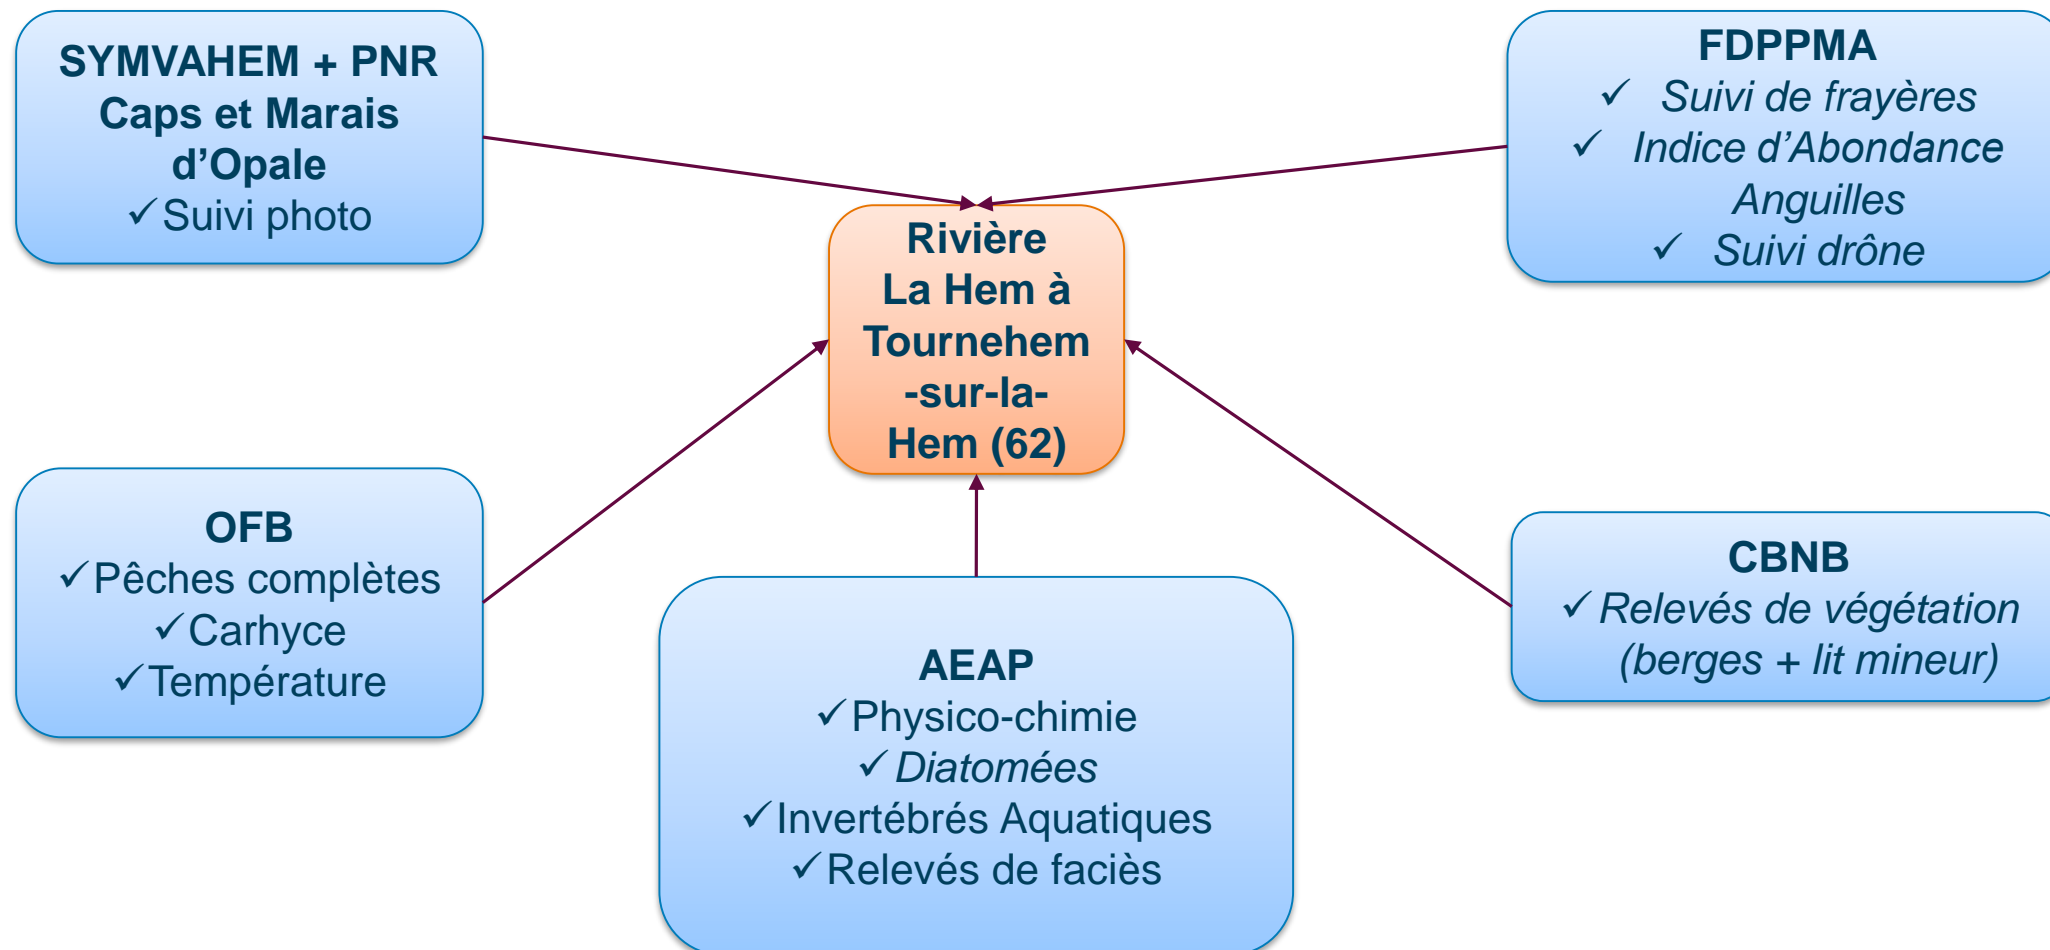 SYMVAHEM + PNR
Caps et Marais
d’Opale
✓Suivi photo
FDPPMA
✓ Suivi de frayères
✓ Indice d’Abondance
Anguilles
✓ Suivi drône
Rivière
La Hem à
Tournehem
-sur-la-
Hem (62)
OFB
✓Pêches complètes
✓Carhyce
✓Température
AEAP
✓Physico-chimie
✓Diatomées
✓Invertébrés Aquatiques
✓Relevés de faciès
CBNB
✓Relevés de végétation
(berges + lit mineur)